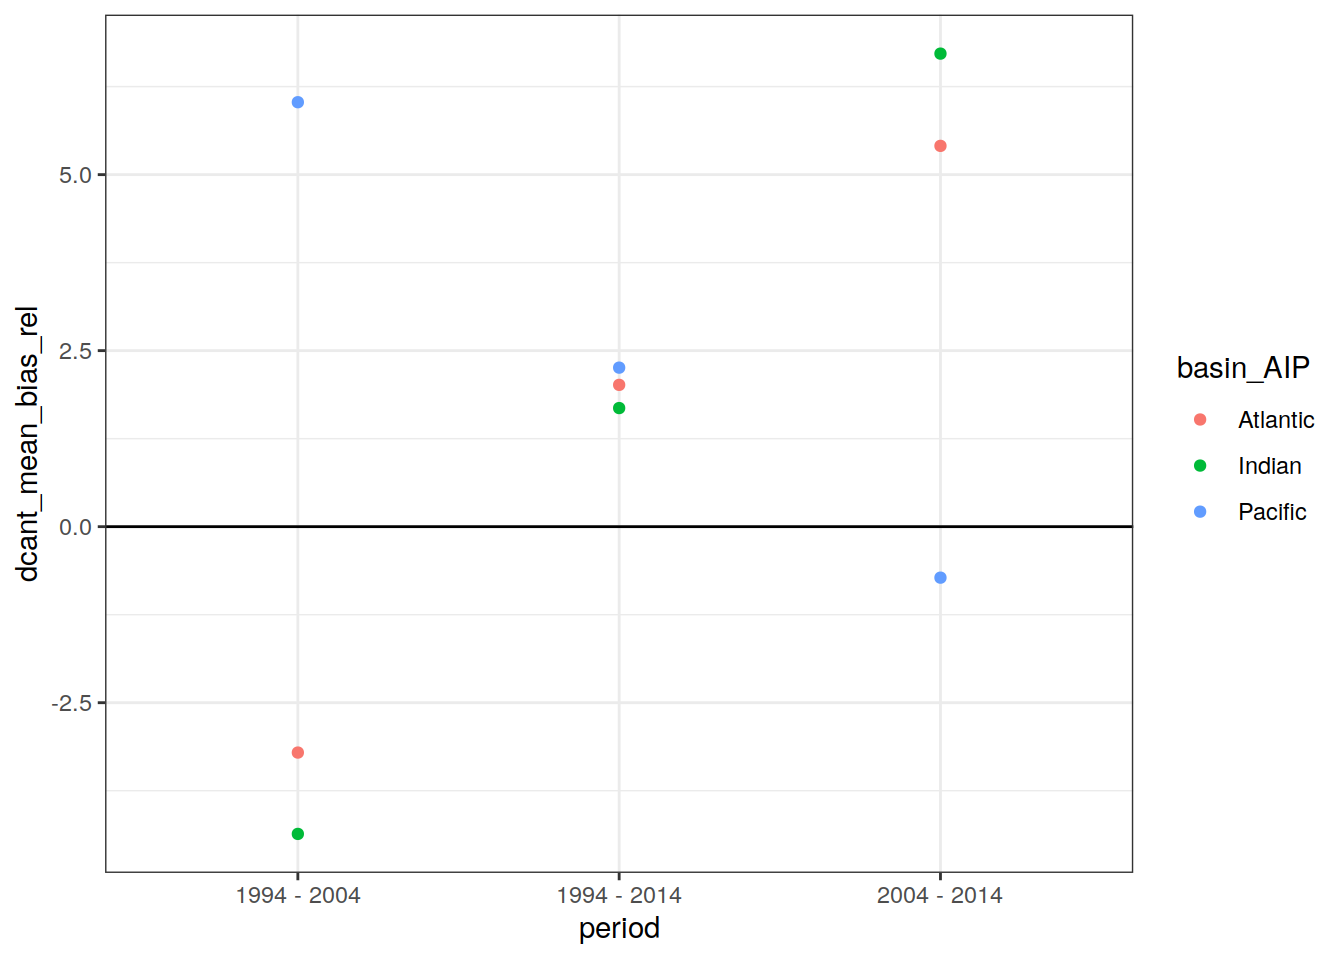 dcant_mean_bias_rel
5.0
2.5
0.0
-2.5
1994 - 2004
1994 - 2014
2004 - 2014
period
basin_AIP
Atlantic
Indian
Pacific